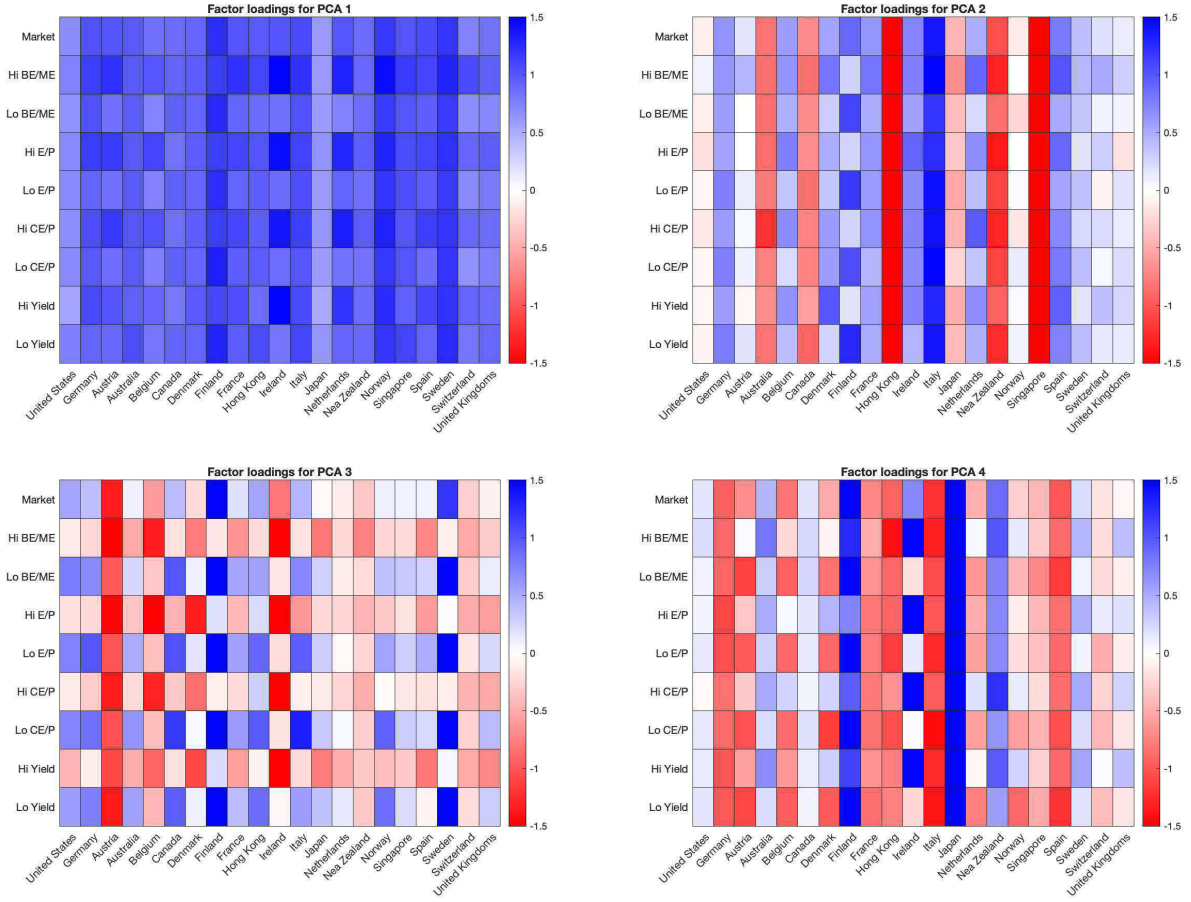 Factor loadings for PCA 1
Market
Hi BE/ME
Lo BE/ME
Hi E/P
Lo E/P
Hi CE/P
Lo CE/P
Hi Yield
Lo Yield
United States
Germany
Austria
Australia
Belgium
Canada
Denmark
Finland
France
Hong Kong
Ireland
Italy
Japan
Netherlands
Nea Zealand
Norway
Singapore
Spain
Sweden
Switzerland
United Kingdoms
1.5
1
0.5
0
-0.5
-1
-1.5
Factor loadings for PCA 2
Market
Hi BE/ME
Lo BE/ME
Hi E/P
Lo E/P
Hi CE/P
Lo CE/P
Hi Yield
Lo Yield
United States
Germany
Austria
Australia
Belgium
Canada
Denmark
Finland
France
Hong Kong
Ireland
Italy
Japan
Netherlands
Nea Zealand
Norway
Singapore
Spain
Sweden
Switzerland
United Kingdoms
1.5
1
0.5
0
-0.5
-1
-1.5
Factor loadings for PCA 3
Market
Hi BE/ME
Lo BE/ME
Hi E/P
Lo E/P
Hi CE/P
Lo CE/P
Hi Yield
Lo Yield
United States
Germany
Austria
Australia
Belgium
Canada
Denmark
Finland
France
Hong Kong
Ireland
Italy
Japan
Netherlands
Nea Zealand
Norway
Singapore
Spain
Sweden
Switzerland
United Kingdoms
1.5
1
0.5
0
-0.5
-1
-1.5
Factor loadings for PCA 4
Market
Hi BE/ME
Lo BE/ME
Hi E/P
Lo E/P
Hi CE/P
Lo CE/P
Hi Yield
Lo Yield
United States
Germany
Austria
Australia
Belgium
Canada
Denmark
Finland
France
Hong Kong
Ireland
Italy
Japan
Netherlands
Nea Zealand
Norway
Singapore
Spain
Sweden
Switzerland
United Kingdoms
1.5
1
0.5
0
-0.5
-1
-1.5